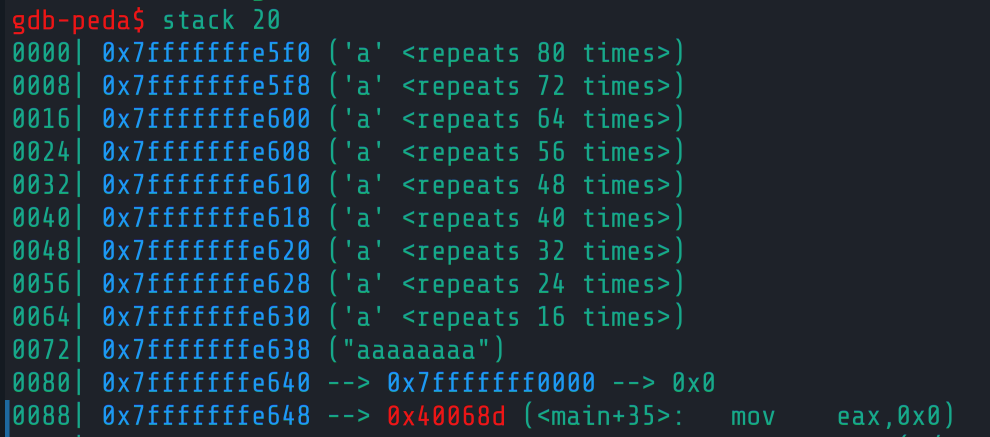 gdb-peda$ stack 20
0000| 0x7fffffffe5f0 ('a' <repeats 80 times>)
0008| 0x7fffffffe5f8 ('a' <repeats 72 times>)
0016| 0x7fffffffe600 ('a' <repeats 64 times>)
0024| 0x7fffffffe608 ('a' <repeats 56 times>)
0032| 0x7fffffffe610 ('a' <repeats 48 times>)
0040| 0x7fffffffe618 ('a' <repeats 40 times>)
0048| 0x7fffffffe620 ('a' <repeats 32 times>)
0056| 0x7fffffffe628 ('a' <repeats 24 times>)
0064| 0x7fffffffe630 ('a' <repeats 16 times>)
0072| 0x7fffffffe638 ("aaaaaaaa")
0080| 0x7fffffffe640 --> 0x7fffffff0000 --> 0x0
0088| 0x7fffffffe648 --> 0x40068d (<main+35>: mov eax,0x0)